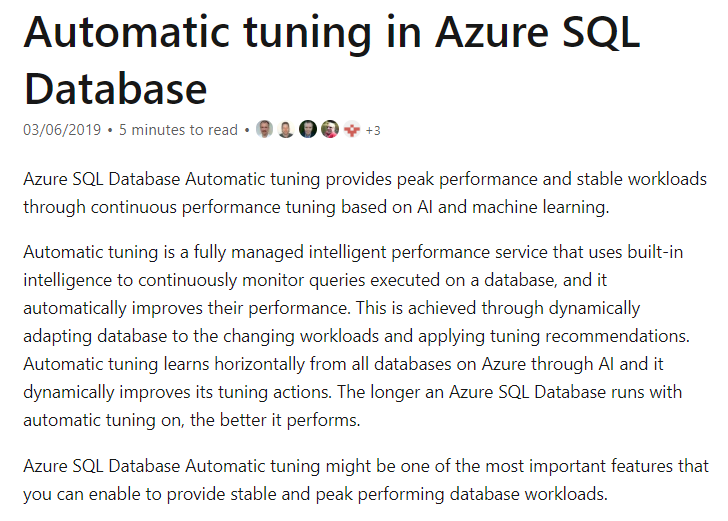 Automatic tuning in Azure SQL
Database
03/06/2019 • 5 minutes to read • +3
Azure SQL Database Automatic tuning provides peak performance and stable workloads
through continuous performance tuning based on AI and machine learning.
Automatic tuning is a fully managed intelligent performance service that uses built-in
intelligence to continuously monitor queries executed on a database, and it
automatically improves their performance. This is achieved through dynamically
adapting database to the changing workloads and applying tuning recommendations.
Automatic tuning learns horizontally from all databases on Azure through AI and it
dynamically improves its tuning actions. The longer an Azure SQL Database runs with
automatic tuning on, the better it performs.
Azure SQL Database Automatic tuning might be one of the most important features that
you can enable to provide stable and peak performing database workloads.